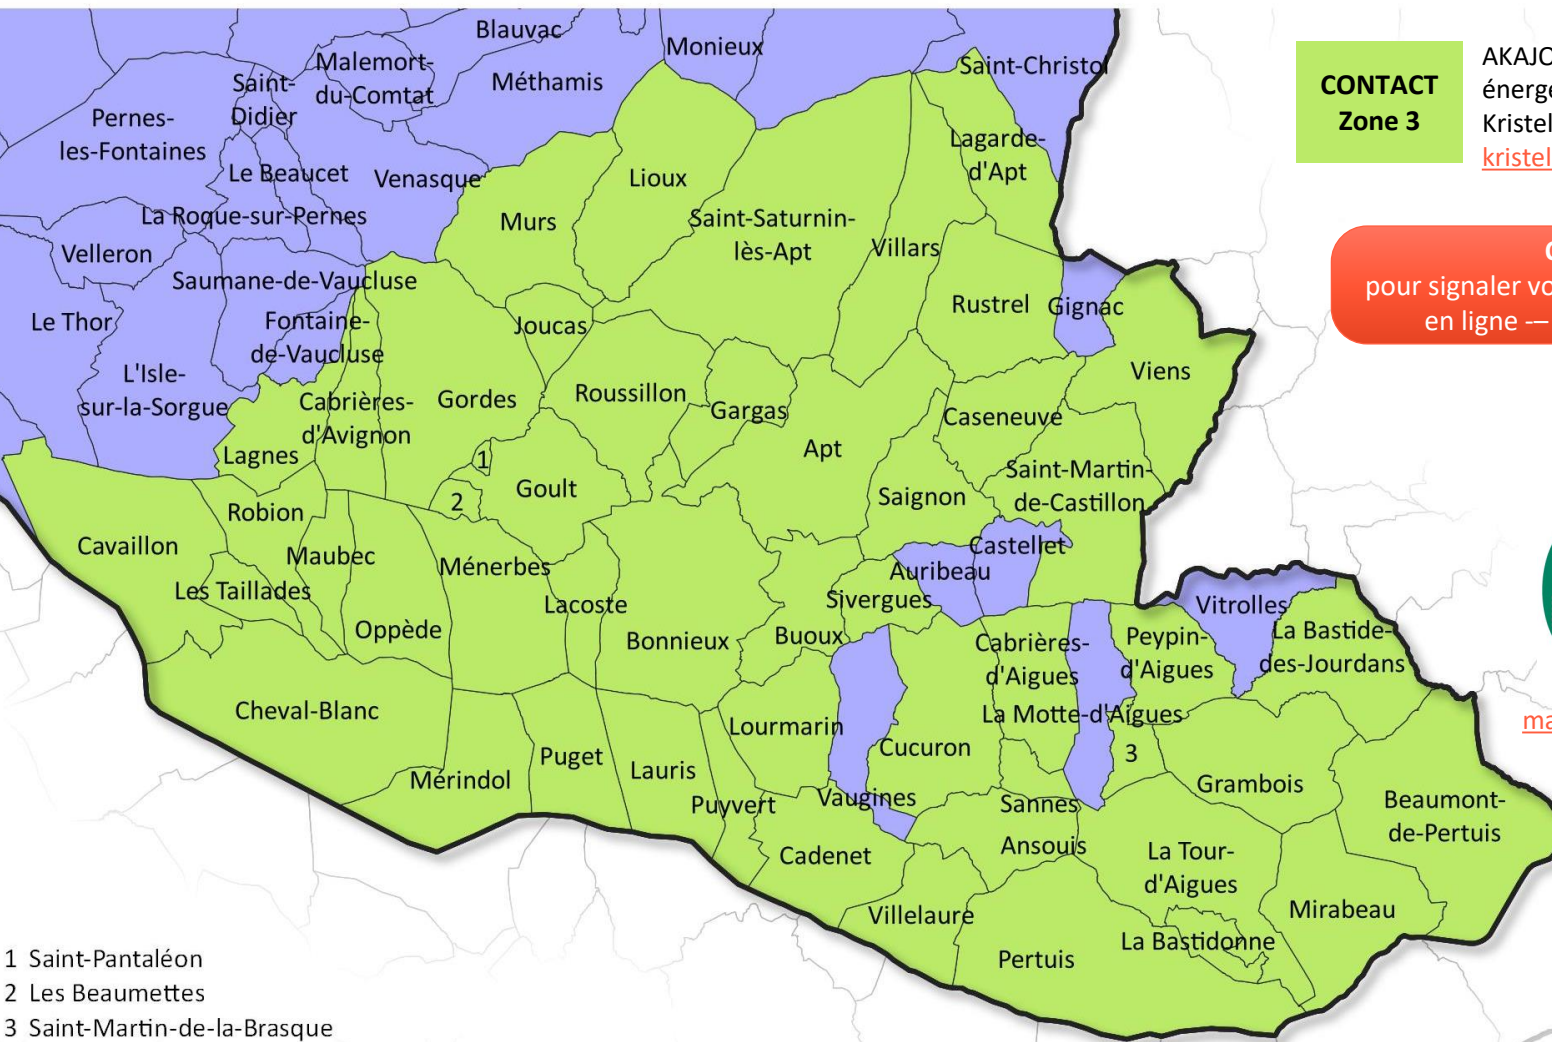 Blauvac
Monieux
Malemort-
du-Comtat
Méthamis
Saint-Christol
Saint-
Didier
Pernes-
les-Fontaines
Le Beaucet
Venasque
Lioux
Lagarde-
d'Apt
La Roque-sur-Pernes
Murs
Saint-Saturnin-
lès-Apt
Villars
Velleron
Saumane-de-Vaucluse
Rustrel
Gignac
Le Thor
Fontaine-
de-Vaucluse
Joucas
Viens
L'Isle-
sur-la-Sorgue
Cabrières-
d'Avignon
Gordes
Roussillon
Gargas
Caseneuve
Apt
Lagnes
1
Saint-Martin-
de-Castillon
Goult
2
Saignon
Robion
Cavaillon
Maubec
Ménerbes
Castellet
Auribeau
Les Taillades
Lacoste
Sivergues
Vitrolles
Oppède
Bonnieux
Buoux
Cabrières-
d'Aigues
Peypin-
d'Aigues
La Bastide-
des-Jourdans
Cheval-Blanc
Lourmarin
La Motte-d'Aigues
Cucuron
3
Puget
Lauris
Mérindol
Grambois
Puyvert
Vaugines
Sannes
Beaumont-
de-Pertuis
Cadenet
Ansouis
La Tour-
d'Aigues
Villelaure
Mirabeau
La Bastidonne
Pertuis
1 Saint-Pantaléon
2 Les Beaumettes
3 Saint-Martin-de-la-Brasque
CONTACT
Zone 3
AKAJO
énerge
Kristel
kristel
pour signaler vo
en ligne -–
ma